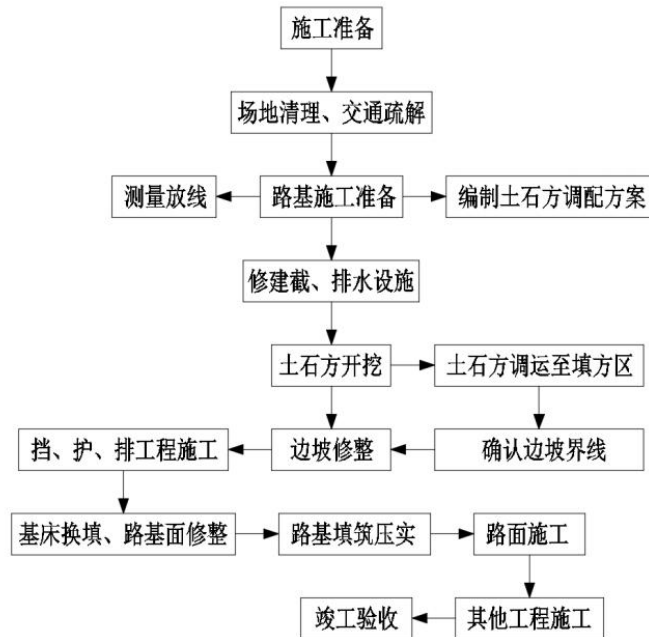 施工准备
场地清理、交通疏解
测量放线
路基施工准备
编制土石方调配方案
修建截、排水设施
土石方开挖
土石方调运至填方区
挡、护、排工程施工
边坡修整
确认边坡界线
基床换填、路基面修整
路基填筑压实
路面施工
竣工验收
其他工程施工